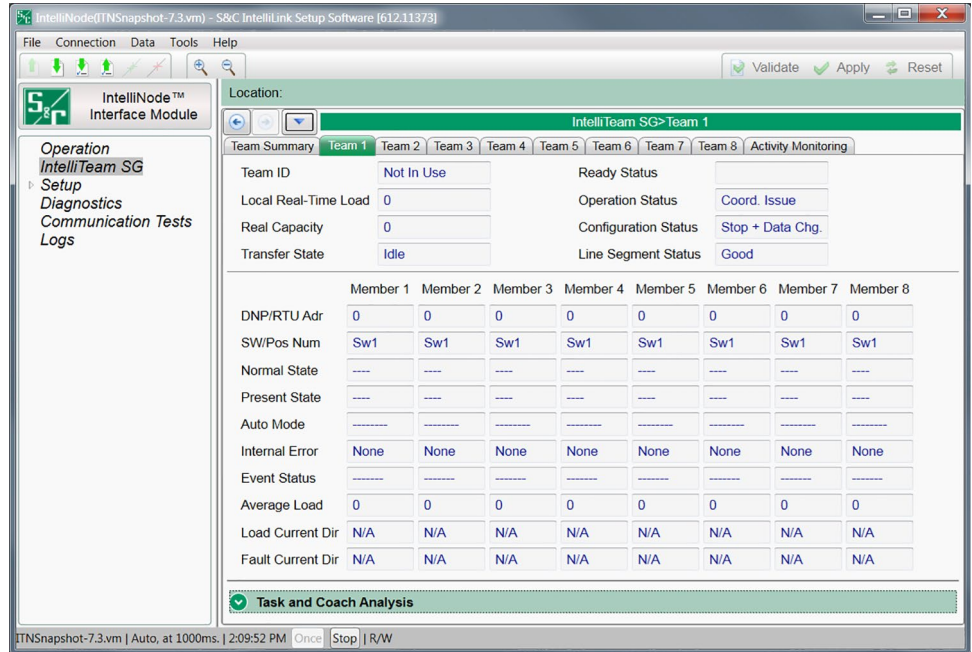 IntelliNode(ITNSnapshot-7.3.vm) - S&C IntelliLink Setup Software [612.11373]
File Connection Data Tools Help
Validate Apply Reset
S&C
IntelliNode™
Interface Module
Operation
IntelliTeam SG
Setup
Diagnostics
Communication Tests
Logs
Location:
IntelliTeam SG>Team 1
Team Summary Team 1 Team 2 Team 3 Team 4 Team 5 Team 6 Team 7 Team 8 Activity Monitoring
Team ID Not In Use Ready Status
Local Real-Time Load 0 Operation Status Coord. Issue
Real Capacity 0 Configuration Status Stop + Data Chg.
Transfer State Idle Line Segment Status Good
Member 1 Member 2 Member 3 Member 4 Member 5 Member 6 Member 7 Member 8
DNP/RTU Adr 0 0 0 0 0 0 0 0
SW/Pos Num Sw1 Sw1 Sw1 Sw1 Sw1 Sw1 Sw1 Sw1
Normal State ---- ---- ---- ---- ---- ---- ---- ----
Present State ---- ---- ---- ---- ---- ---- ---- ----
Auto Mode -------- -------- -------- -------- -------- -------- -------- --------
Internal Error None None None None None None None None
Event Status ------- ------- ------- ------- ------- ------- ------- -------
Average Load 0 0 0 0 0 0 0 0
Load Current Dir N/A N/A N/A N/A N/A N/A N/A N/A
Fault Current Dir N/A N/A N/A N/A N/A N/A N/A N/A
Task and Coach Analysis
ITNSnapshot-7.3.vm | Auto, at 1000ms. | 2:09:52 PM Once Stop | R/W